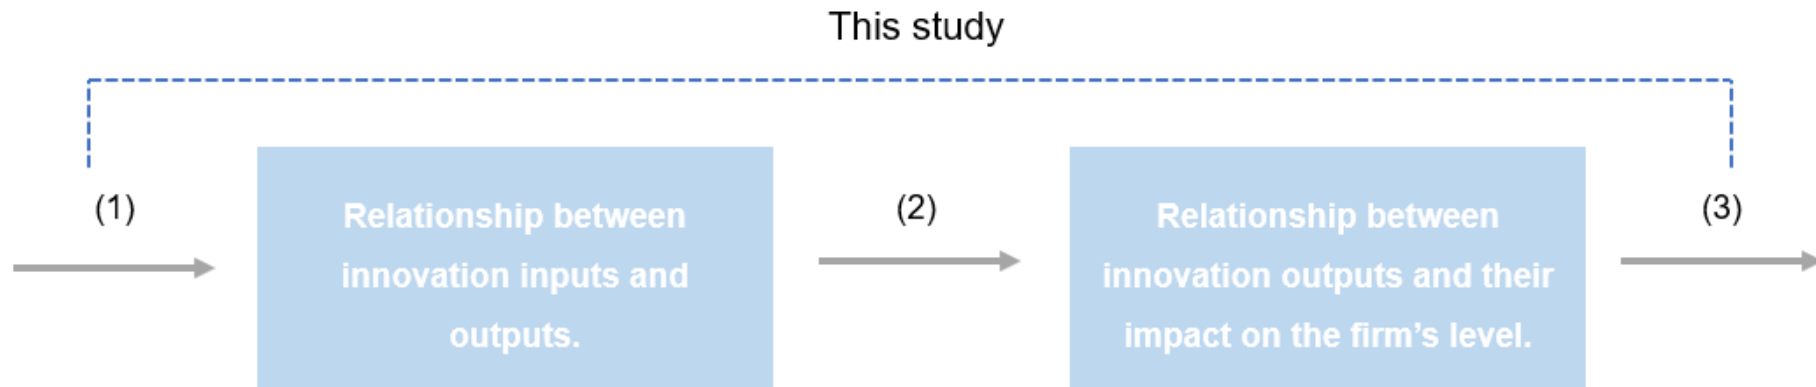 This study
(1)
Relationship between
innovation inputs and
outputs.
(2)
Relationship between
innovation outputs and their
impact on the firm’s level.
(3)